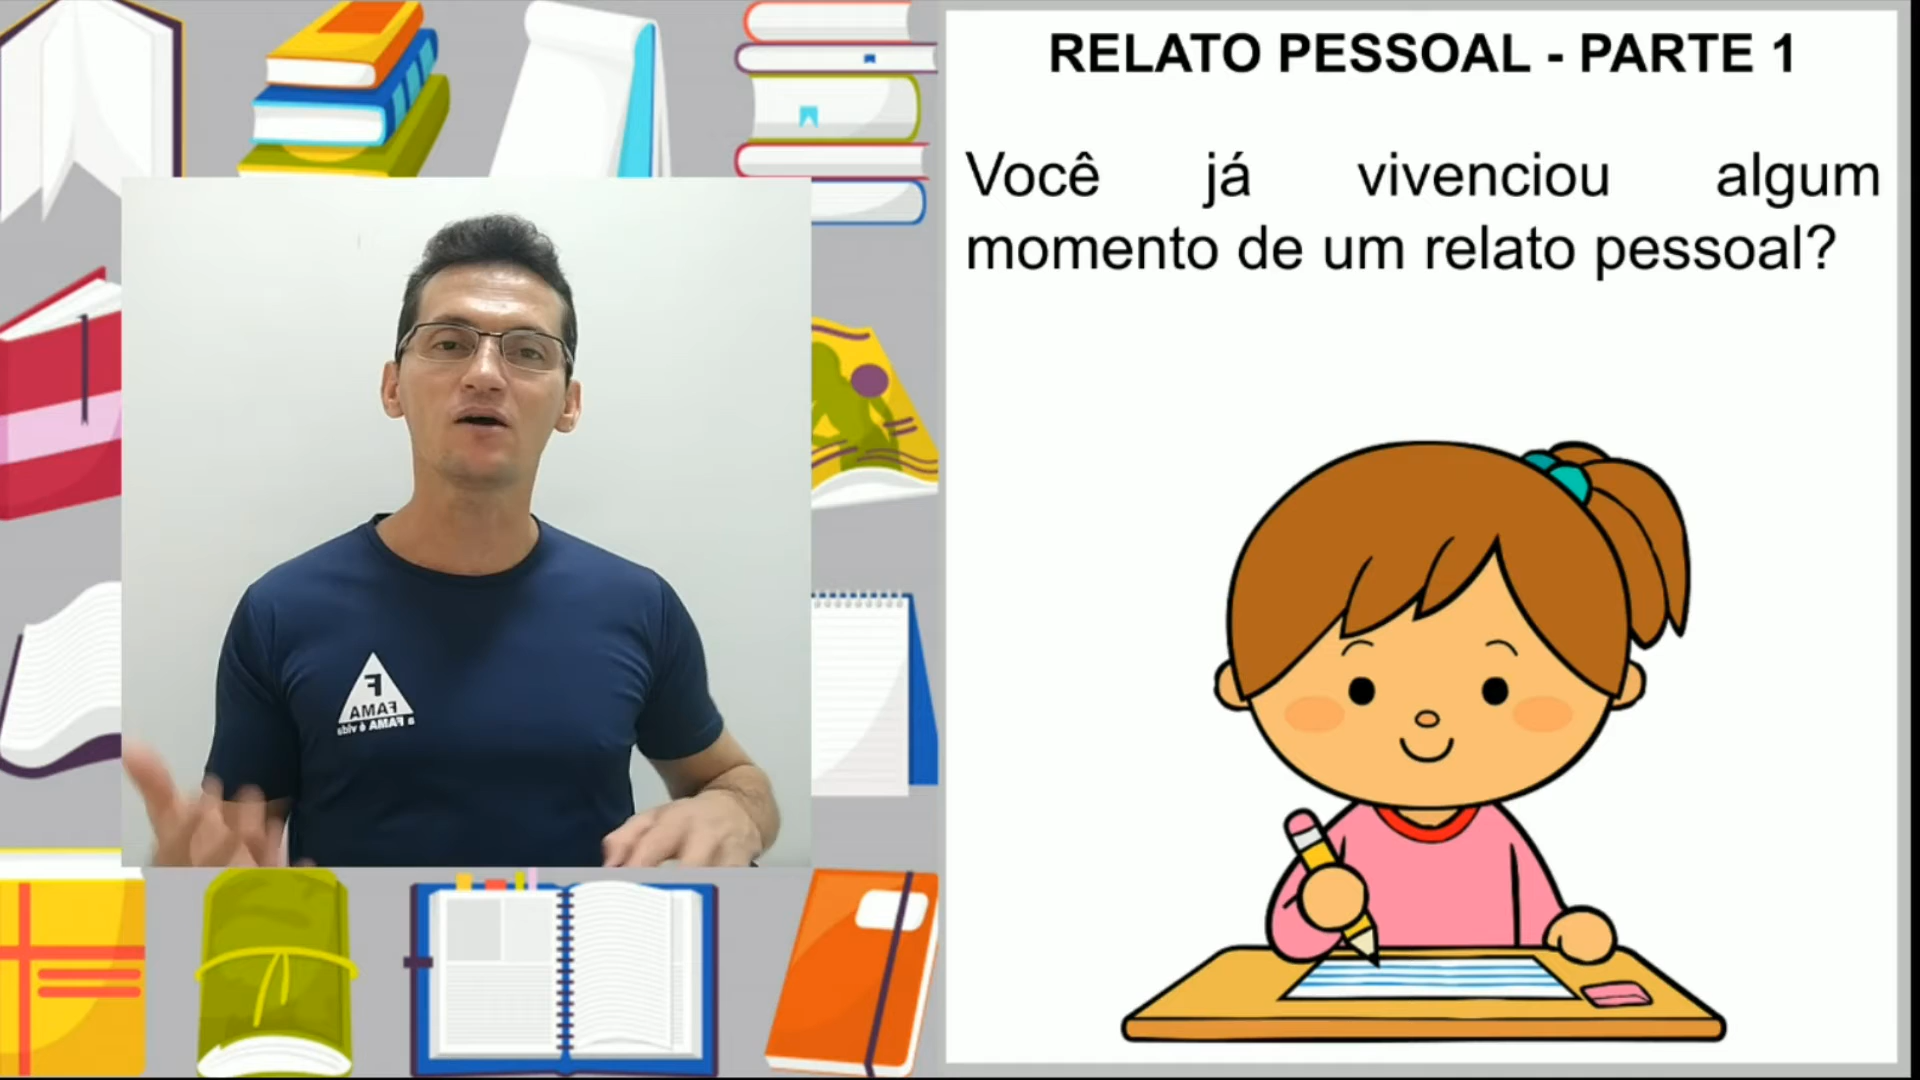 RELATO PESSOAL - PARTE 1
Você já vivenciou algum
momento de um relato pessoal?
F
FAMA
a FAMA é vida